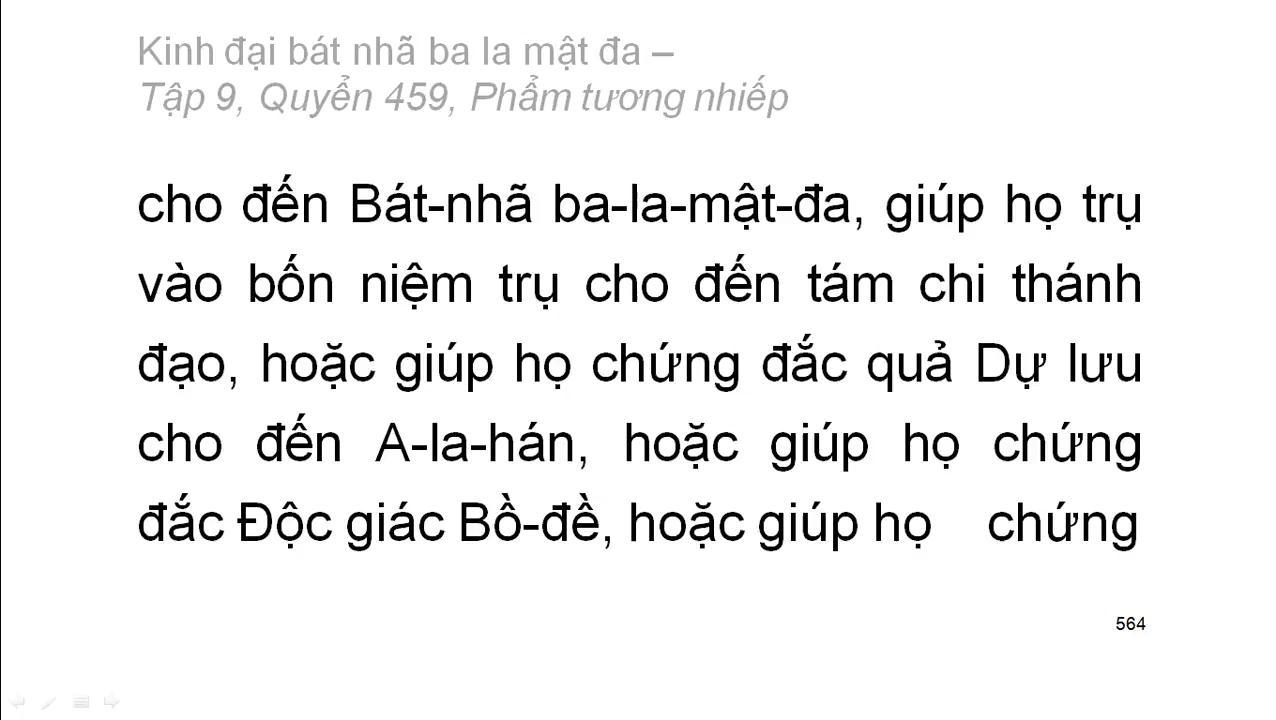 Kinh đại bát nhã ba la mật đa –
Tập 9, Quyển 459, Phẩm tương nhiếp
cho đến Bát-nhã ba-la-mật-đa, giúp họ trụ
vào bốn niệm trụ cho đến tám chi thánh
đạo, hoặc giúp họ chứng đắc quả Dự lưu
cho đến A-la-hán, hoặc giúp họ chứng
đắc Độc giác Bồ-đề, hoặc giúp họ chứng
564